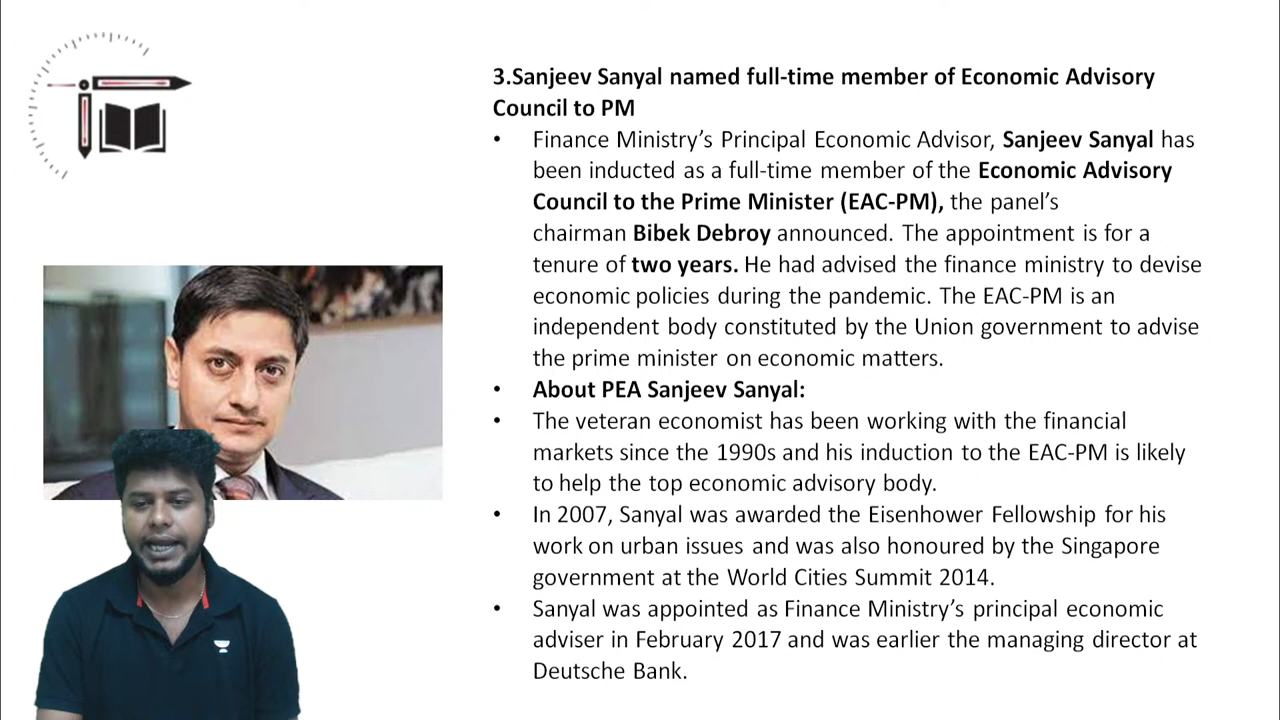 3.Sanjeev Sanyal named full-time member of Economic Advisory
Council to PM
• Finance Ministry’s Principal Economic Advisor, Sanjeev Sanyal has
been inducted as a full-time member of the Economic Advisory
Council to the Prime Minister (EAC-PM), the panel’s
chairman Bibek Debroy announced. The appointment is for a
tenure of two years. He had advised the finance ministry to devise
economic policies during the pandemic. The EAC-PM is an
independent body constituted by the Union government to advise
the prime minister on economic matters.
• About PEA Sanjeev Sanyal:
• The veteran economist has been working with the financial
markets since the 1990s and his induction to the EAC-PM is likely
to help the top economic advisory body.
• In 2007, Sanyal was awarded the Eisenhower Fellowship for his
work on urban issues and was also honoured by the Singapore
government at the World Cities Summit 2014.
• Sanyal was appointed as Finance Ministry’s principal economic
adviser in February 2017 and was earlier the managing director at
Deutsche Bank.